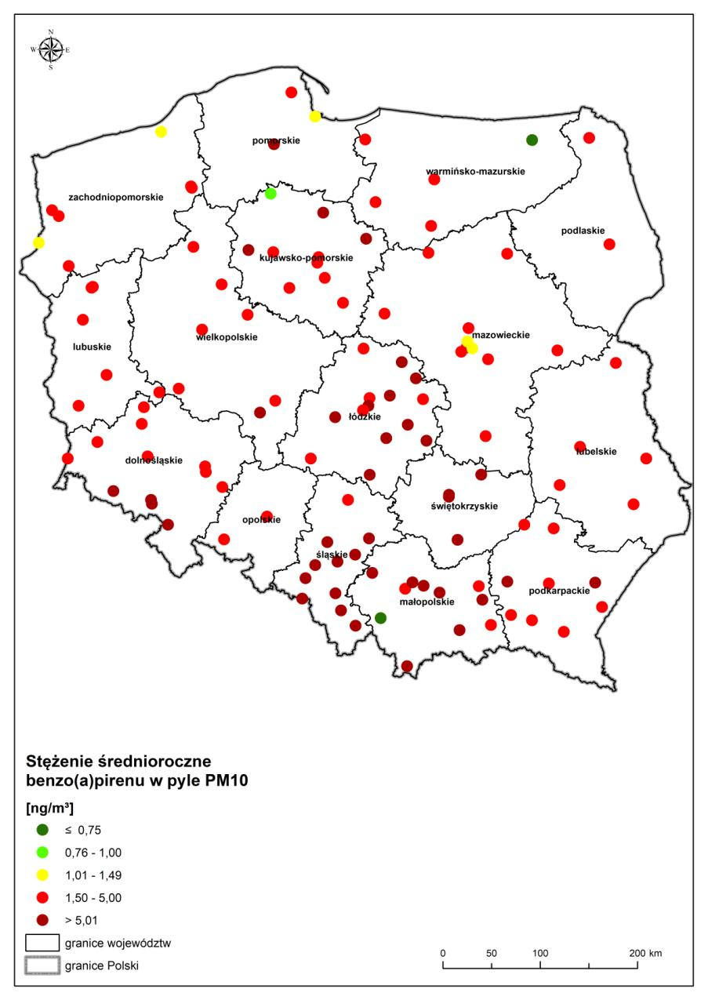 N
W E
S
pomorskie
warmińsko-mazurskie
zachodniopomorskie
podlaskie
kujawsko-pomorskie
mazowieckie
wielkopolskie
lubuskie
łódzkie
lubelskie
dolnośląskie
świętokrzyskie
opolskie
śląskie
podkarpackie
małopolskie
Stężenie średnioroczne
benzo(a)pirenu w pyle PM10
[ng/m³]
≤ 0,75
0,76 - 1,00
1,01 - 1,49
1,50 - 5,00
> 5,01
granice województw
granice Polski
0 50 100 200 km